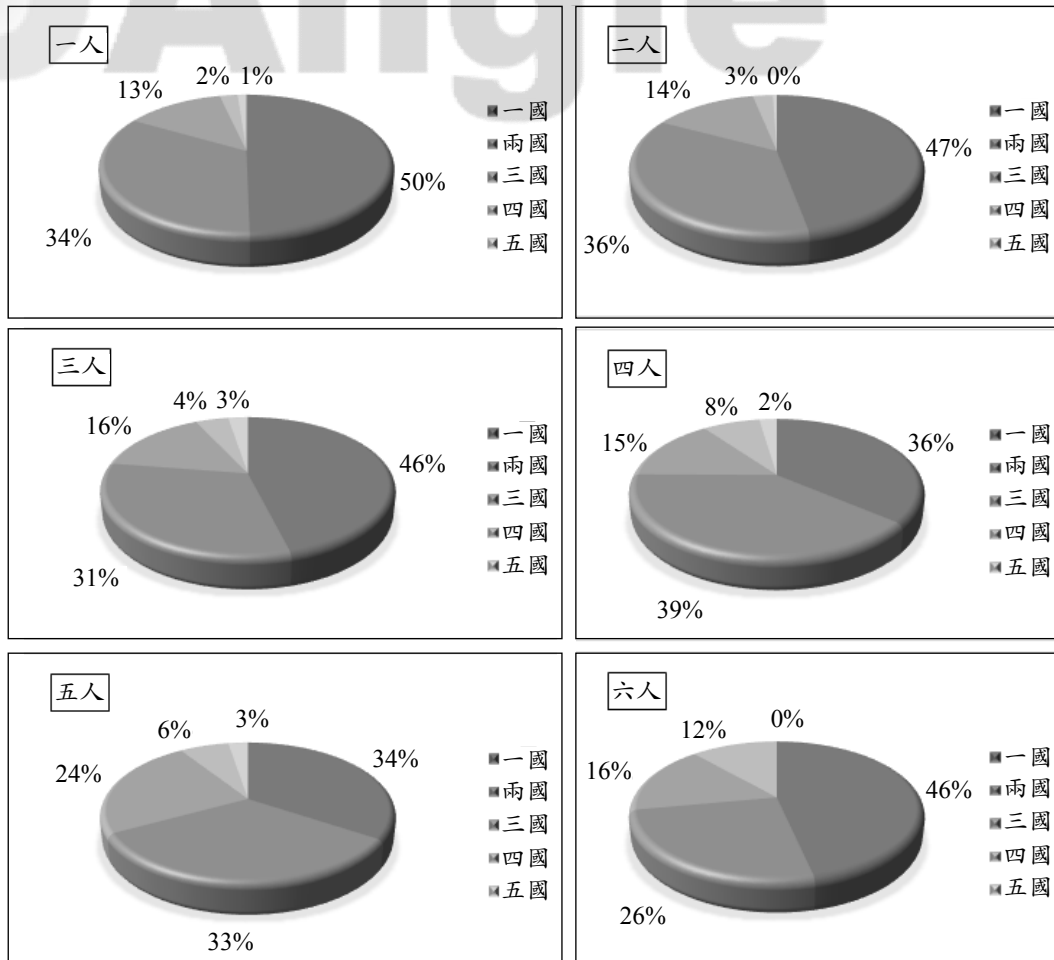 Angle
一人
2% 1%
13%
50%
34%
一國
兩國
三國
四國
五國
二人
3% 0%
14%
47%
36%
一國
兩國
三國
四國
五國
三人
4% 3%
16%
46%
31%
一國
兩國
三國
四國
五國
四人
8% 2%
15%
36%
39%
一國
兩國
三國
四國
五國
五人
3%
6%
34%
24%
33%
一國
兩國
三國
四國
五國
六人
0%
12%
16%
46%
26%
一國
兩國
三國
四國
五國